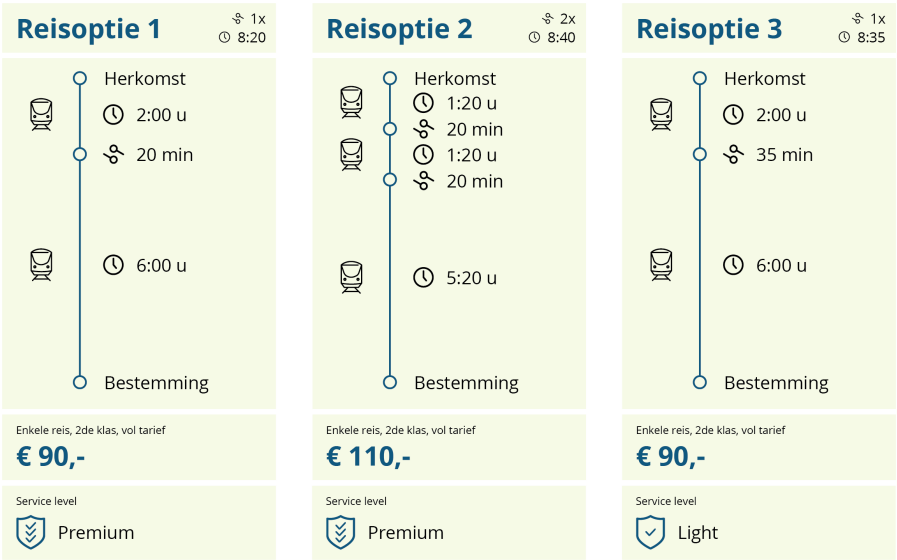 Reisoptie 1
1x
8:20
Herkomst
2:00 u
20 min
6:00 u
Bestemming
Enkele reis, 2de klas, vol tarief
€ 90,-
Service level
Premium
Reisoptie 2
2x
8:40
Herkomst
1:20 u
20 min
1:20 u
20 min
5:20 u
Bestemming
Enkele reis, 2de klas, vol tarief
€ 110,-
Service level
Premium
Reisoptie 3
1x
8:35
Herkomst
2:00 u
35 min
6:00 u
Bestemming
Enkele reis, 2de klas, vol tarief
€ 90,-
Service level
Light